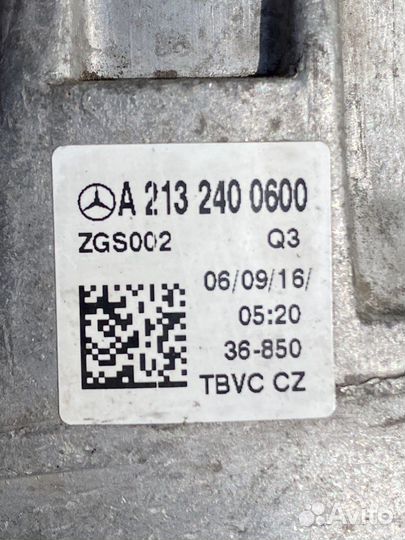 A 213 240 0600
ZGS002 Q3
06/09/16/
05:20
36-850
TBVC CZ
Avito